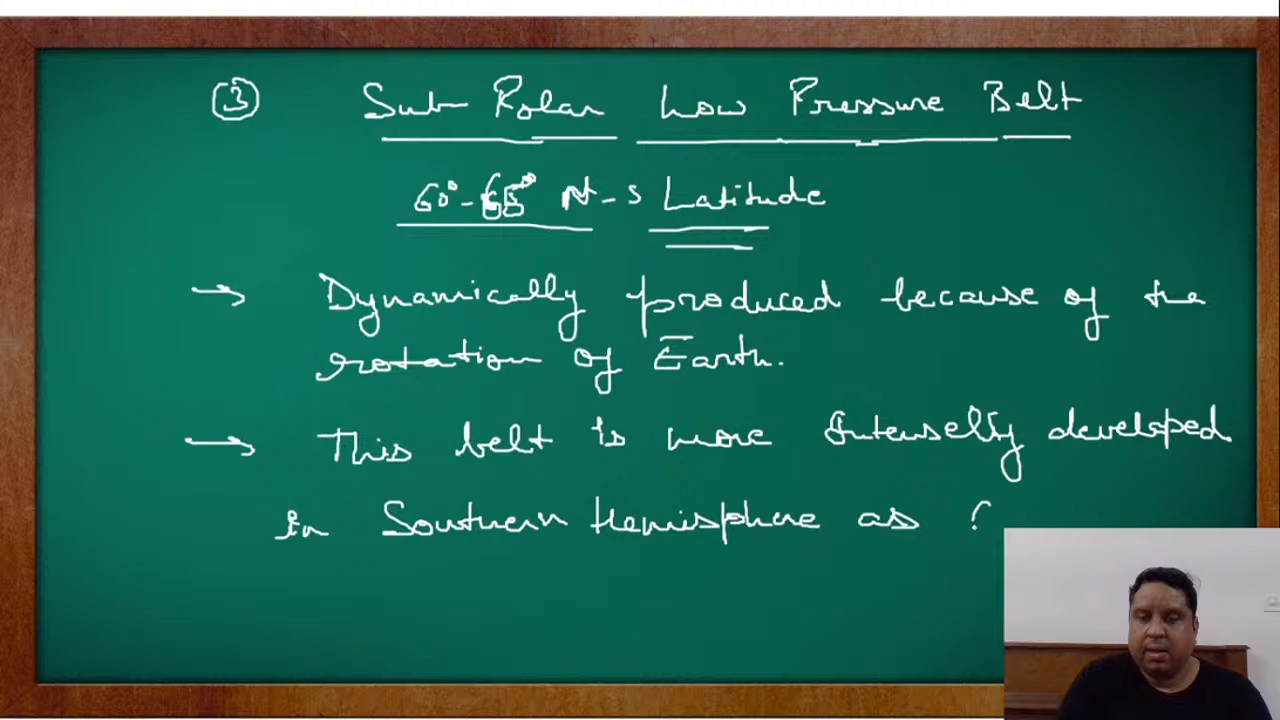 ③ Sub Polar Low Pressure Belt
60°-65° N-S Latitude
→ Dynamically produced because of the
rotation of Earth.
→ This belt is more Intenselty developed
in Southern Hemisphere as